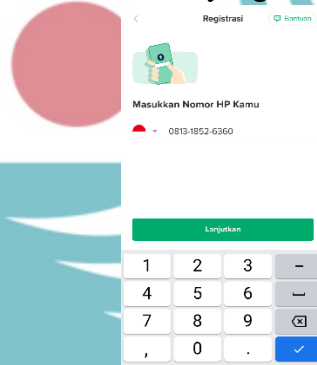 Registrasi
Bantuan
Masukkan Nomor HP Kamu
0813-1852-6360
Lanjutkan
1 2 3 -
4 5 6
7 8 9
, 0 .